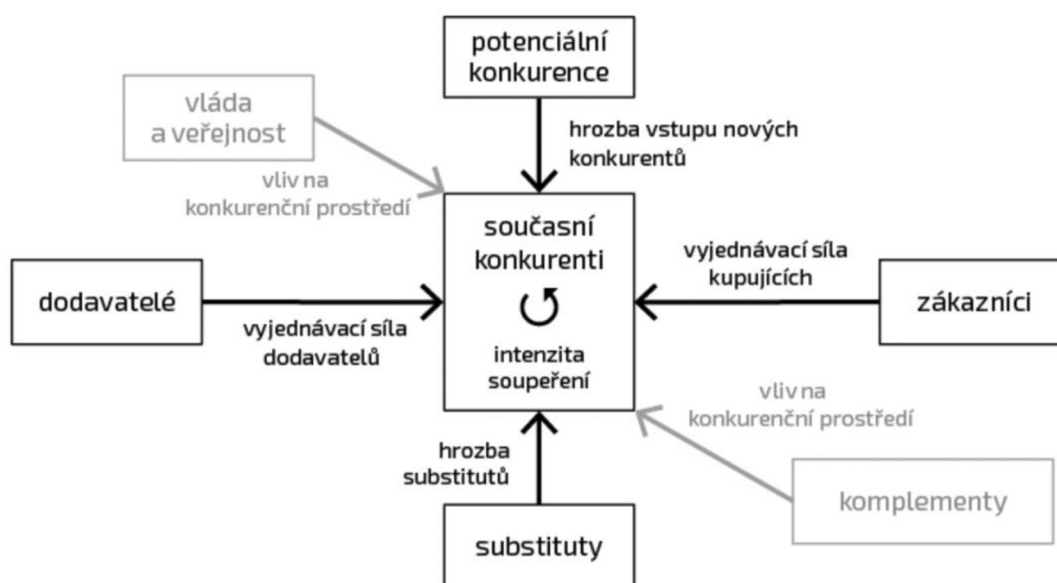 potenciální
konkurence
vláda
a veřejnost
hrozba vstupu nových
konkurentů
vliv na
konkurenční prostředí
současní
konkurenti
intenzita
soupeření
dodavatelé
vyjednávací síla
dodavatelů
vyjednávací síla
kupujících
zákazníci
vliv na
konkurenční prostředí
hrozba
substitutů
komplementy
substituty